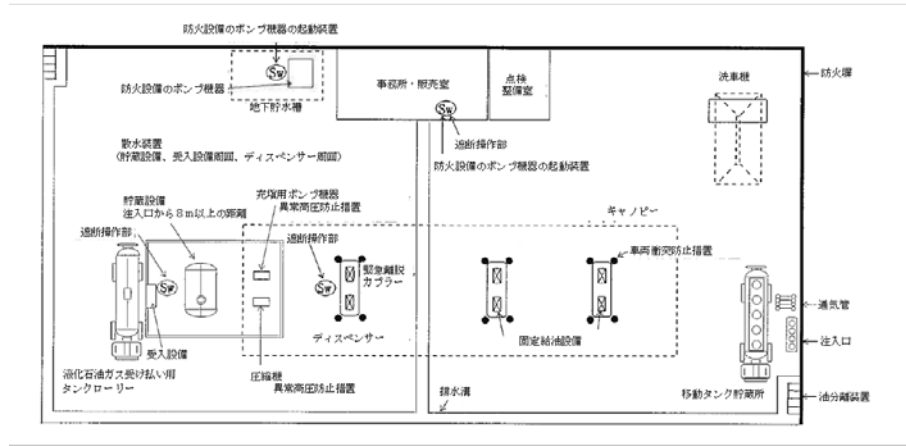 防火設備のポンプ機器の起動装置
Sw
防火設備のポンプ機器
地下貯水槽
事務所・販売室
点検
整備室
Sw
遮断操作部
防火設備のポンプ機器の起動装置
洗車機
防火塀
散水装置
(貯蔵設備、受入設備周囲、ディスペンサー周囲)
充塡用ポンプ機器
異常高圧防止措置
貯蔵設備
注入口から8m以上の距離
キャノピー
遮断操作部
Sw
遮断操作部
Sw
緊急離脱
カプラー
車両衝突防止措置
通気管
注入口
ディスペンサー
固定給油設備
受入設備
液化石油ガス受け払い用
タンクローリー
圧縮機
異常高圧防止措置
排水溝
移動タンク貯蔵所
油分離装置